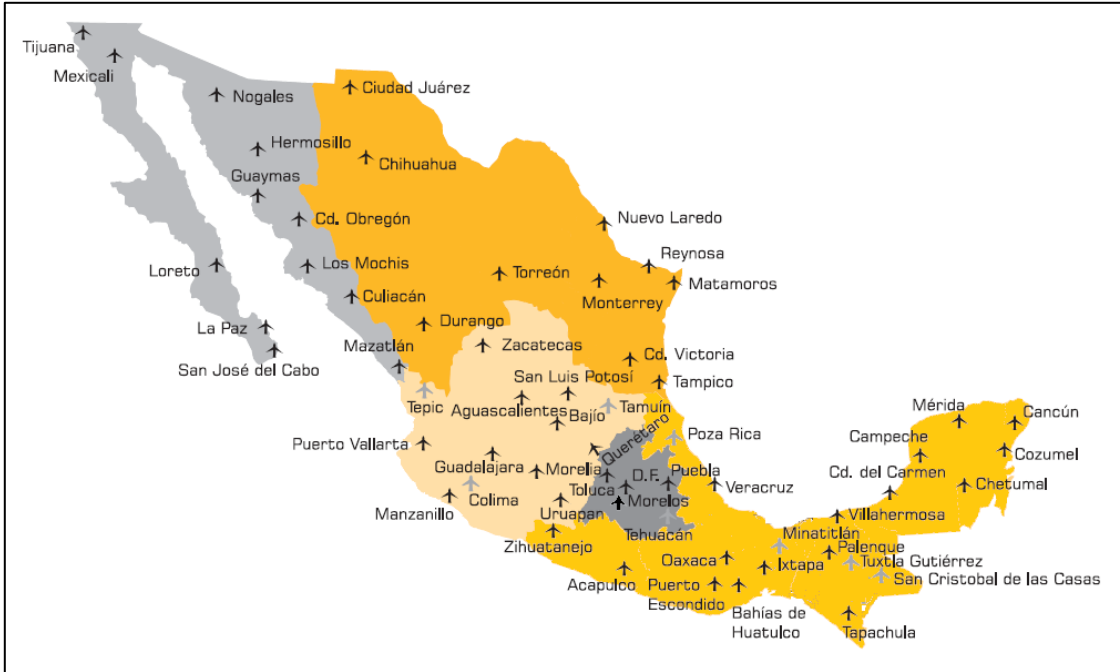 Tijuana
Mexicali
Nogales
Ciudad Juárez
Hermosillo
Chihuahua
Guaymas
Cd. Obregón
Nuevo Laredo
Loreto
Los Mochis
Torreón
Reynosa
Monterrey
Matamoros
Culiacán
La Paz
Durango
San José del Cabo
Mazatlán
Zacatecas
Cd. Victoria
San Luis Potosí
Tampico
Tepic
Aguascalientes
Bajío
Tamuín
Mérida
Cancún
Puerto Vallarta
Querétaro
Poza Rica
Campeche
Cozumel
Guadalajara
Morelia
D.F.
Puebla
Cd. del Carmen
Chetumal
Colima
Toluca
Morelos
Veracruz
Manzanillo
Uruapan
Villahermosa
Zihuatanejo
Tehuacán
Minatitlán
Palenque
Oaxaca
Ixtapa
Tuxtla Gutiérrez
San Cristobal de las Casas
Acapulco
Puerto
Escondido
Bahías de
Huatulco
Tapachula